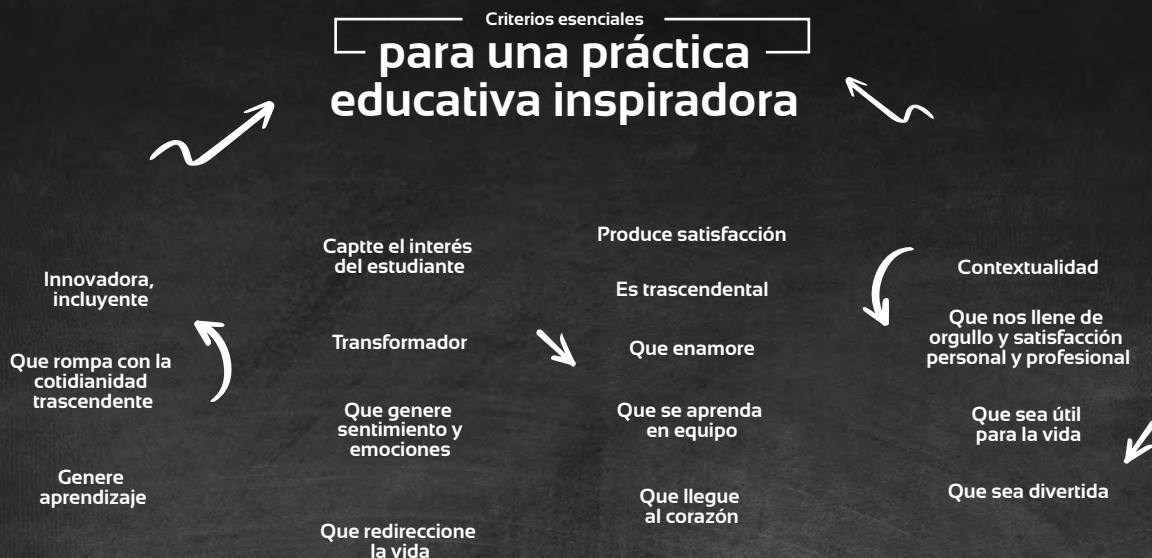 Criterios esenciales
para una práctica
educativa inspiradora
Innovadora,
incluyente
Que rompa con la
cotidianidad
trascendente
Genere
aprendizaje
Captte el interés
del estudiante
Transformador
Que genere
sentimiento y
emociones
Que redireccione
la vida
Produce satisfacción
Es trascendental
Que enamore
Que se aprenda
en equipo
Que llegue
al corazón
Contextualidad
Que nos llene de
orgullo y satisfacción
personal y profesional
Que sea útil
para la vida
Que sea divertida